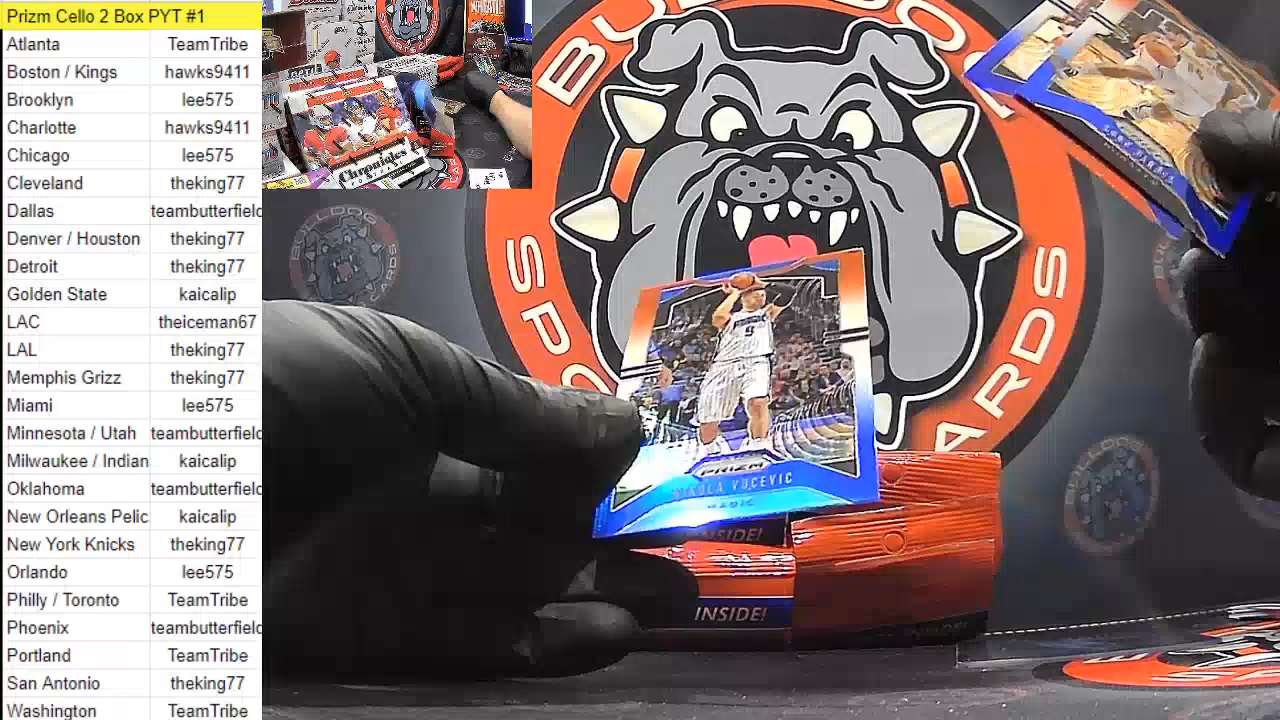 Prizm Cello 2 Box PYT #1
Atlanta TeamTribe
Boston / Kings hawks9411
Brooklyn lee575
Charlotte hawks9411
Chicago lee575
Cleveland theking77
Dallas teambutterfield
Denver / Houston theking77
Detroit theking77
Golden State kaicalip
LAC theiceman67
LAL theking77
Memphis Grizz theking77
Miami lee575
Minnesota / Utah teambutterfield
Milwaukee / Indian kaicalip
Oklahoma teambutterfield
New Orleans Pelic kaicalip
New York Knicks theking77
Orlando lee575
Philly / Toronto TeamTribe
Phoenix teambutterfield
Portland TeamTribe
San Antonio theking77
Washington TeamTribe
Chronicles
BULLDOG
CARDS
9
PRIZM
NIKOLA VUCEVIC
MAGIC
INSIDE!
INSIDE!